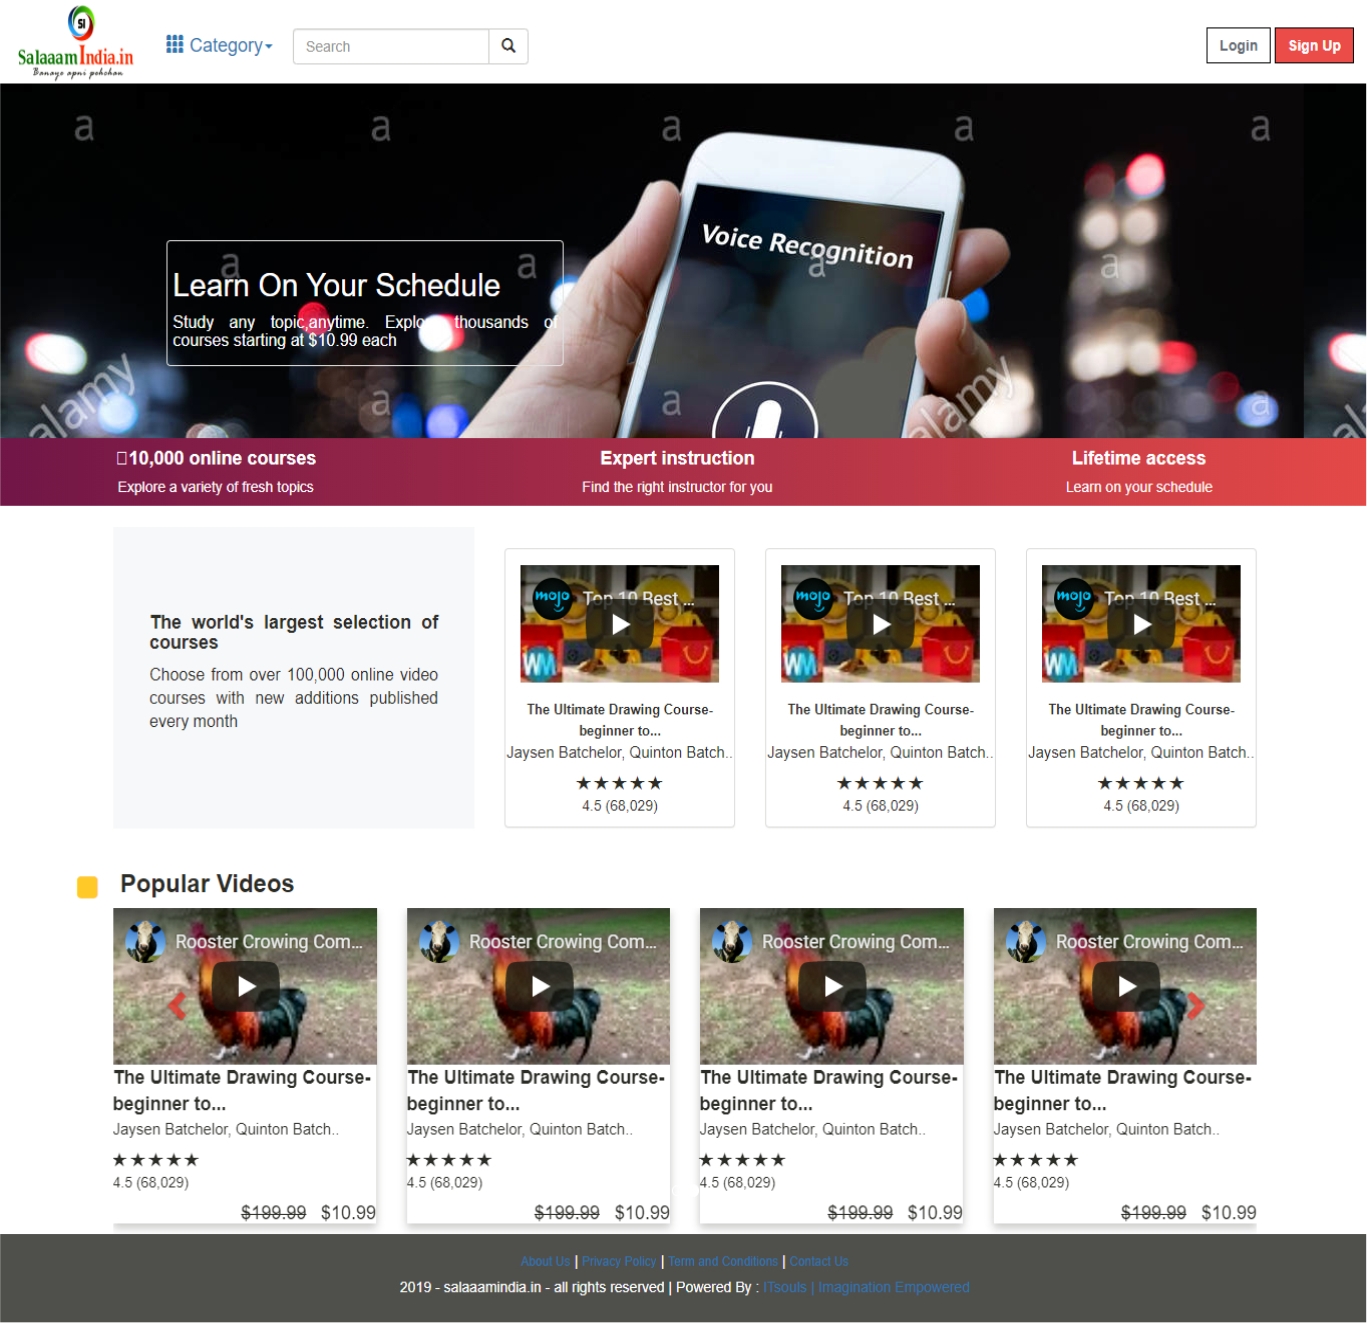 SI
SalaaamIndia.in
Banaye apni pehchan
Category
Search
Login
Sign Up
a a a a a
Voice Recognition
a a a a
Learn On Your Schedule
Study any topic,anytime. Explore thousands of
courses starting at $10.99 each
a a a
alamy alamy al
10,000 online courses
Explore a variety of fresh topics
Expert instruction
Find the right instructor for you
Lifetime access
Learn on your schedule
The world's largest selection of
courses
Choose from over 100,000 online video
courses with new additions published
every month
mojo Top 10 Best ...
WM
The Ultimate Drawing Course-
beginner to...
Jaysen Batchelor, Quinton Batch..
★★★★★
4.5 (68,029)
mojo Top 10 Best ...
WM
The Ultimate Drawing Course-
beginner to...
Jaysen Batchelor, Quinton Batch..
★★★★★
4.5 (68,029)
mojo Top 10 Best ...
WM
The Ultimate Drawing Course-
beginner to...
Jaysen Batchelor, Quinton Batch..
★★★★★
4.5 (68,029)
Popular Videos
Rooster Crowing Com...
The Ultimate Drawing Course-
beginner to...
Jaysen Batchelor, Quinton Batch..
★★★★★
4.5 (68,029)
$199.99 $10.99
Rooster Crowing Com...
The Ultimate Drawing Course-
beginner to...
Jaysen Batchelor, Quinton Batch..
★★★★★
4.5 (68,029)
$199.99 $10.99
Rooster Crowing Com...
The Ultimate Drawing Course-
beginner to...
Jaysen Batchelor, Quinton Batch..
★★★★★
4.5 (68,029)
$199.99 $10.99
Rooster Crowing Com...
The Ultimate Drawing Course-
beginner to...
Jaysen Batchelor, Quinton Batch..
★★★★★
4.5 (68,029)
$199.99 $10.99
About Us | Privacy Policy | Term and Conditions | Contact Us
2019 - salaaamindia.in - all rights reserved | Powered By : ITsouls | Imagination Empowered